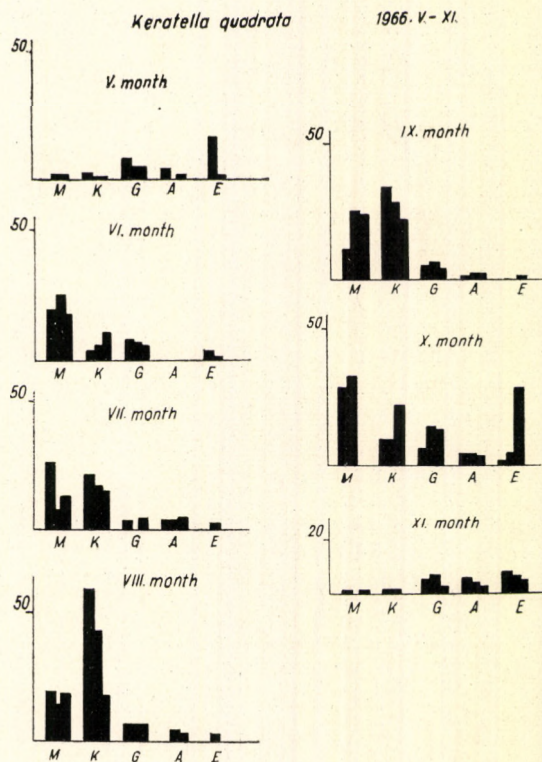 Keratella quadrata 1966. V.- XI.
50
V. month
M K G A E
50
VI. month
M K G A E
50
VII. month
M K G A E
50
VIII. month
M K G A E
50
IX. month
M K G A E
50
X. month
M K G A E
20
XI. month
M K G A E